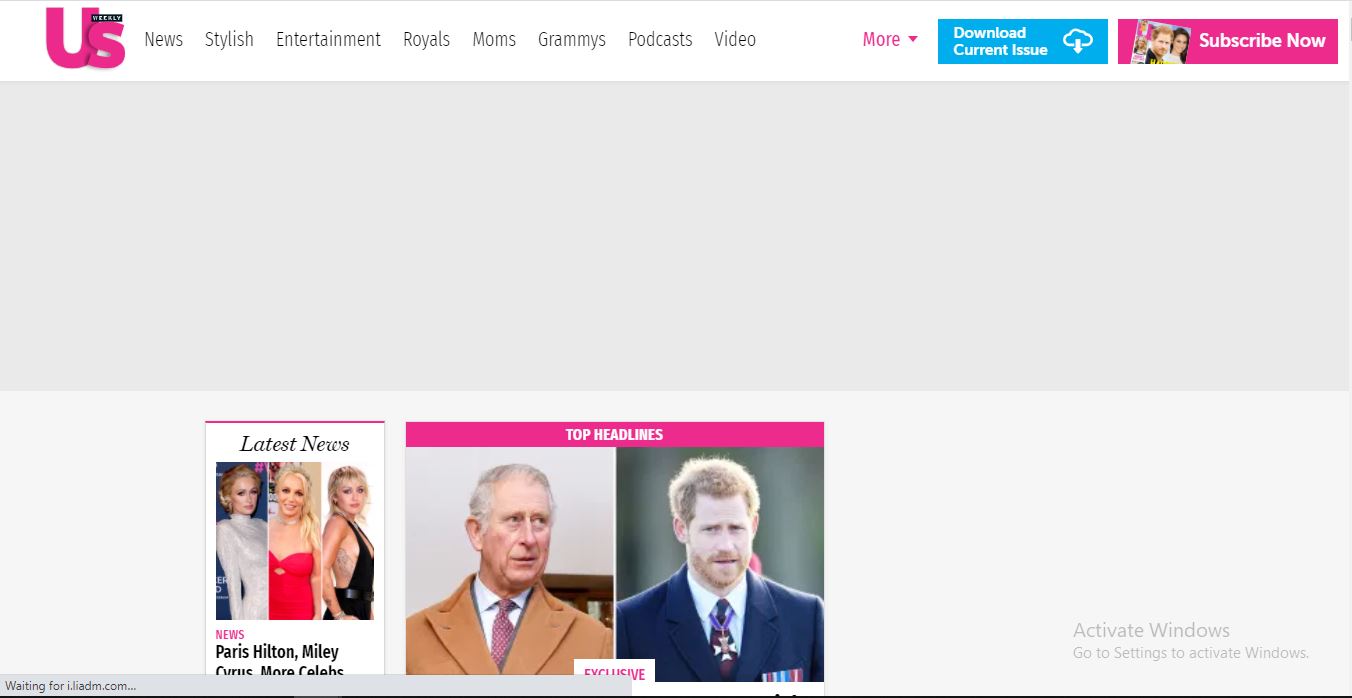 Us WEEKLY
News Stylish Entertainment Royals Moms Grammys Podcasts Video More
Download
Current Issue
Subscribe Now
Latest News
NEWS
Paris Hilton, Miley
Cyrus, More Celebs
TOP HEADLINES
EXCLUSIVE
Activate Windows
Go to Settings to activate Windows.
Waiting for i.liadm.com...